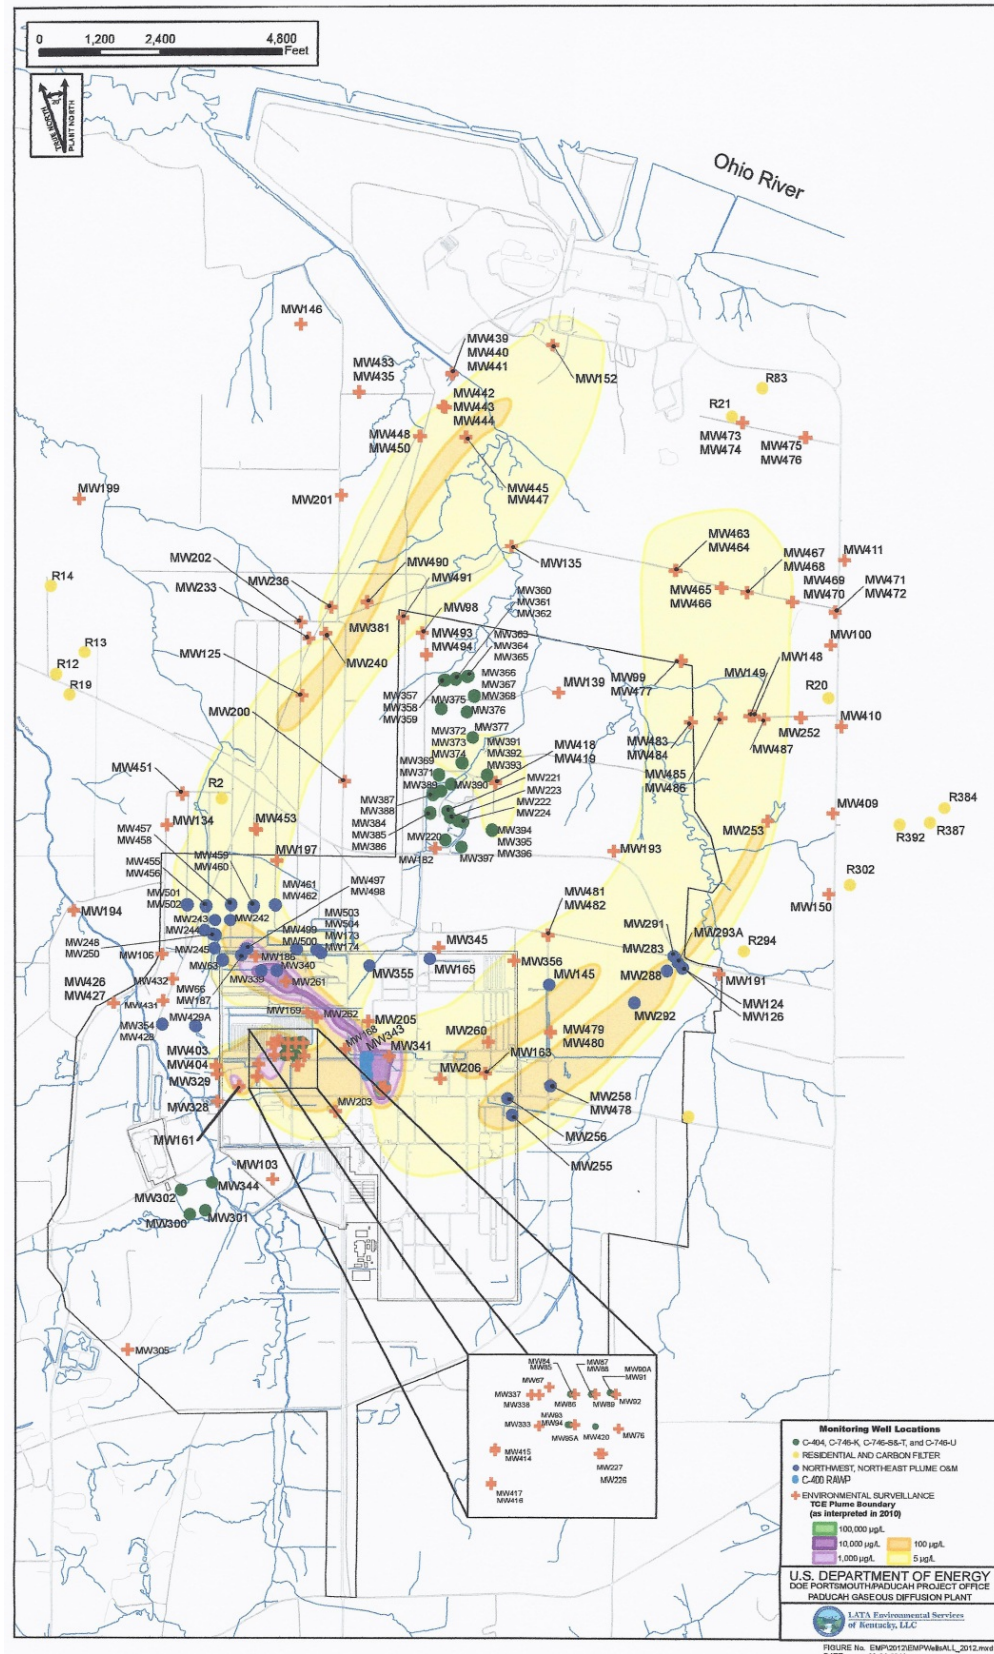 0 1,200 2,400 4,800
Feet
TRUE NORTH
PLANT NORTH
Ohio River
MW146
MW439
MW440
MW441
MW433
MW435
MW152
R83
MW442
MW443
MW444
R21
MW448
MW450
MW473
MW474
MW475
MW476
MW199
MW201
MW445
MW447
MW463
MW464
MW202
MW490
MW135
MW467
MW468
MW411
R14
MW233
MW236
MW491
MW465
MW466
MW469
MW470
MW471
MW472
MW360
MW361
MW362
MW98
MW381
MW493
MW494
MW363
MW364
MW365
MW100
R13
MW125
MW240
MW99
MW477
MW149
MW148
R12
R19
MW366
MW367
MW368
MW139
R20
MW357
MW358
MW359
MW375
MW376
MW200
MW252
MW410
MW372
MW373
MW374
MW377
MW483
MW484
MW487
MW391
MW392
MW393
MW418
MW419
MW451
R2
MW369
MW371
MW389
MW390
MW221
MW223
MW485
MW486
MW387
MW388
MW384
MW385
MW386
MW222
MW224
MW409
R384
MW134
MW453
MW253
R392
R387
MW457
MW458
MW220
MW394
MW395
MW396
MW197
MW182
MW397
MW193
MW455
MW456
MW459
MW460
R302
MW501
MW502
MW461
MW462
MW497
MW498
MW481
MW482
MW150
MW194
MW243
MW244
MW242
MW499
MW500
MW503
MW504
MW173
MW174
MW291
MW293A
MW248
MW250
MW245
MW345
MW283
R294
MW106
MW63
MW186
MW340
MW355
MW165
MW356
MW145
MW288
MW191
MW426
MW427
MW432
MW66
MW187
MW339
MW261
MW124
MW126
MW431
MW169
MW262
MW205
MW292
MW354
MW428
MW429A
MW168
MW343
MW260
MW479
MW480
MW403
MW404
MW341
MW163
MW329
MW206
MW328
MW203
MW258
MW478
MW161
MW256
MW103
MW255
MW302
MW344
MW300
MW301
MW305
MW84
MW85
MW87
MW88
MW90A
MW91
MW67
MW337
MW338
MW86
MW89
MW92
MW333
MW93
MW94
MW95A
MW420
MW76
MW415
MW414
MW227
MW226
MW417
MW416
Monitoring Well Locations
C-404, C-746-K, C-746-S&T, and C-746-U
RESIDENTIAL AND CARBON FILTER
NORTHWEST, NORTHEAST PLUME O&M
C-400 RAWP
ENVIRONMENTAL SURVEILLANCE
TCE Plume Boundary
(as interpreted in 2010)
100,000 µg/L
10,000 µg/L 100 µg/L
1,000 µg/L 5 µg/L
U.S. DEPARTMENT OF ENERGY
DOE PORTSMOUTH/PADUCAH PROJECT OFFICE
PADUCAH GASEOUS DIFFUSION PLANT
LATA Environmental Services
of Kentucky, LLC
FIGURE No. EMP\2012\EMPWellsALL_2012.mxd